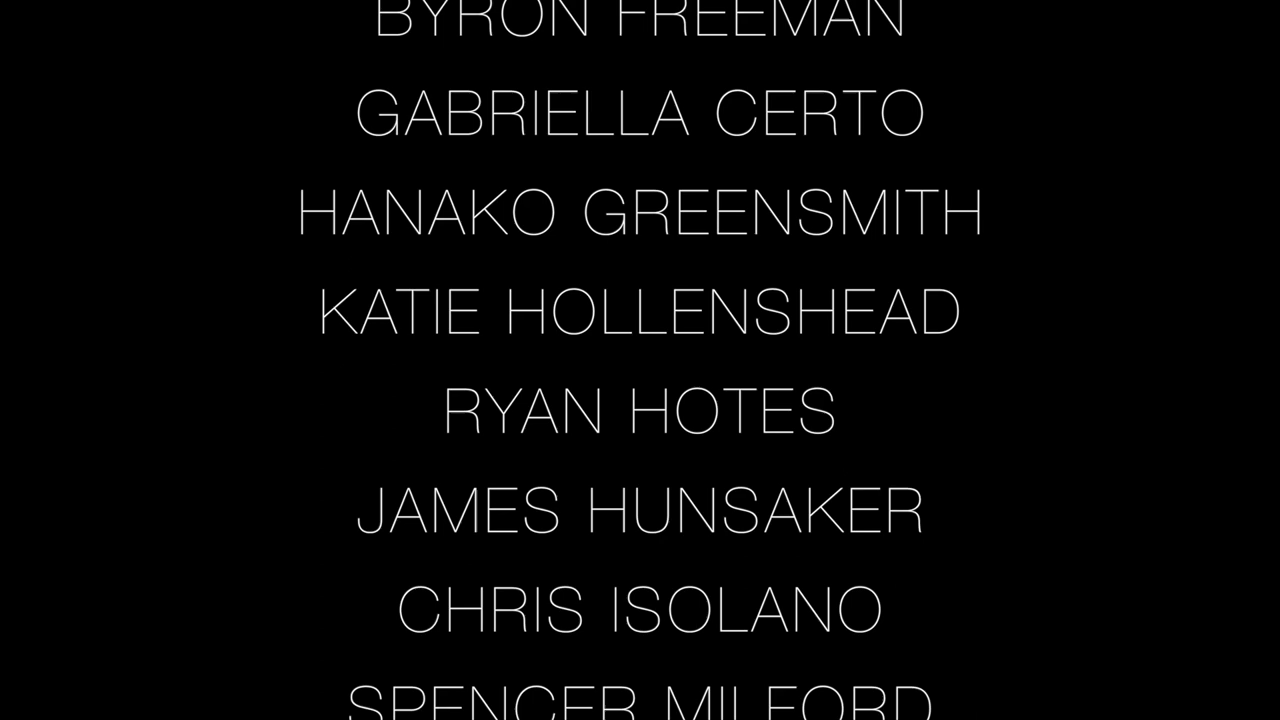 BYRON FREEMAN
GABRIELLA CERTO
HANAKO GREENSMITH
KATIE HOLLENSHEAD
RYAN HOTES
JAMES HUNSAKER
CHRIS ISOLANO
SPENCER MILFORD